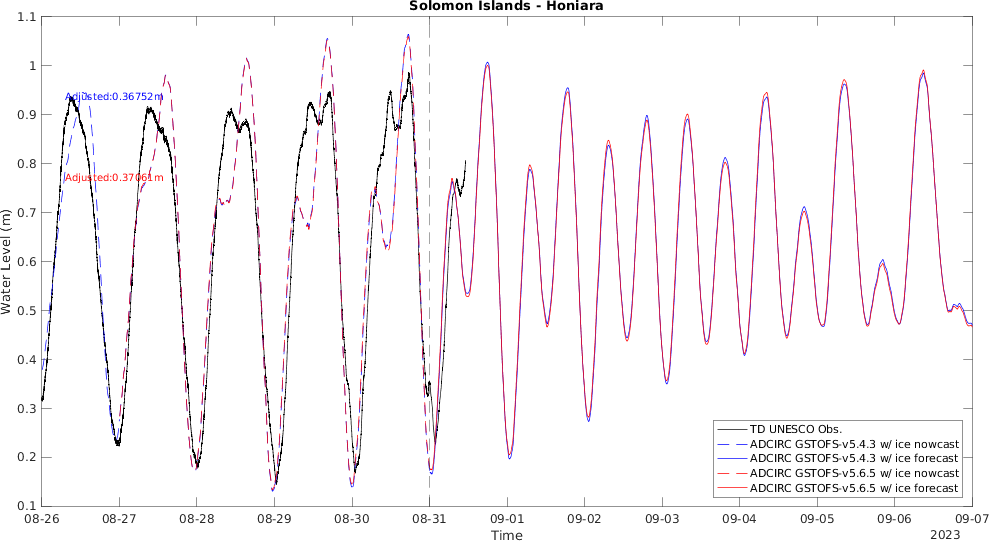 Solomon Islands - Honiara
Water Level (m)
1.1
1
0.9
0.8
0.7
0.6
0.5
0.4
0.3
0.2
0.1
Adjusted:0.36752m
Adjusted:0.37061m
TD UNESCO Obs.
ADCIRC GSTOFS-v5.4.3 w/ ice nowcast
ADCIRC GSTOFS-v5.4.3 w/ ice forecast
ADCIRC GSTOFS-v5.6.5 w/ ice nowcast
ADCIRC GSTOFS-v5.6.5 w/ ice forecast
08-26 08-27 08-28 08-29 08-30 08-31 09-01 09-02 09-03 09-04 09-05 09-06 09-07
Time
2023